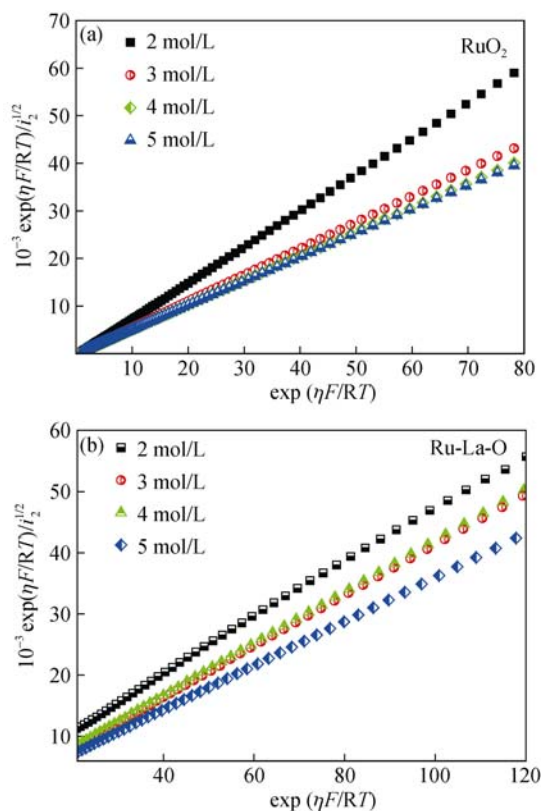 (a)
RuO₂
2 mol/L
3 mol/L
4 mol/L
5 mol/L
10⁻³ exp(ηF/RT)/i₂^{1/2}
70
60
50
40
30
20
10
10 20 30 40 50 60 70 80
exp (ηF/RT)
(b)
Ru-La-O
2 mol/L
3 mol/L
4 mol/L
5 mol/L
10⁻³ exp(ηF/RT)/i₂^{1/2}
60
50
40
30
20
10
40 60 80 100 120
exp (ηF/RT)